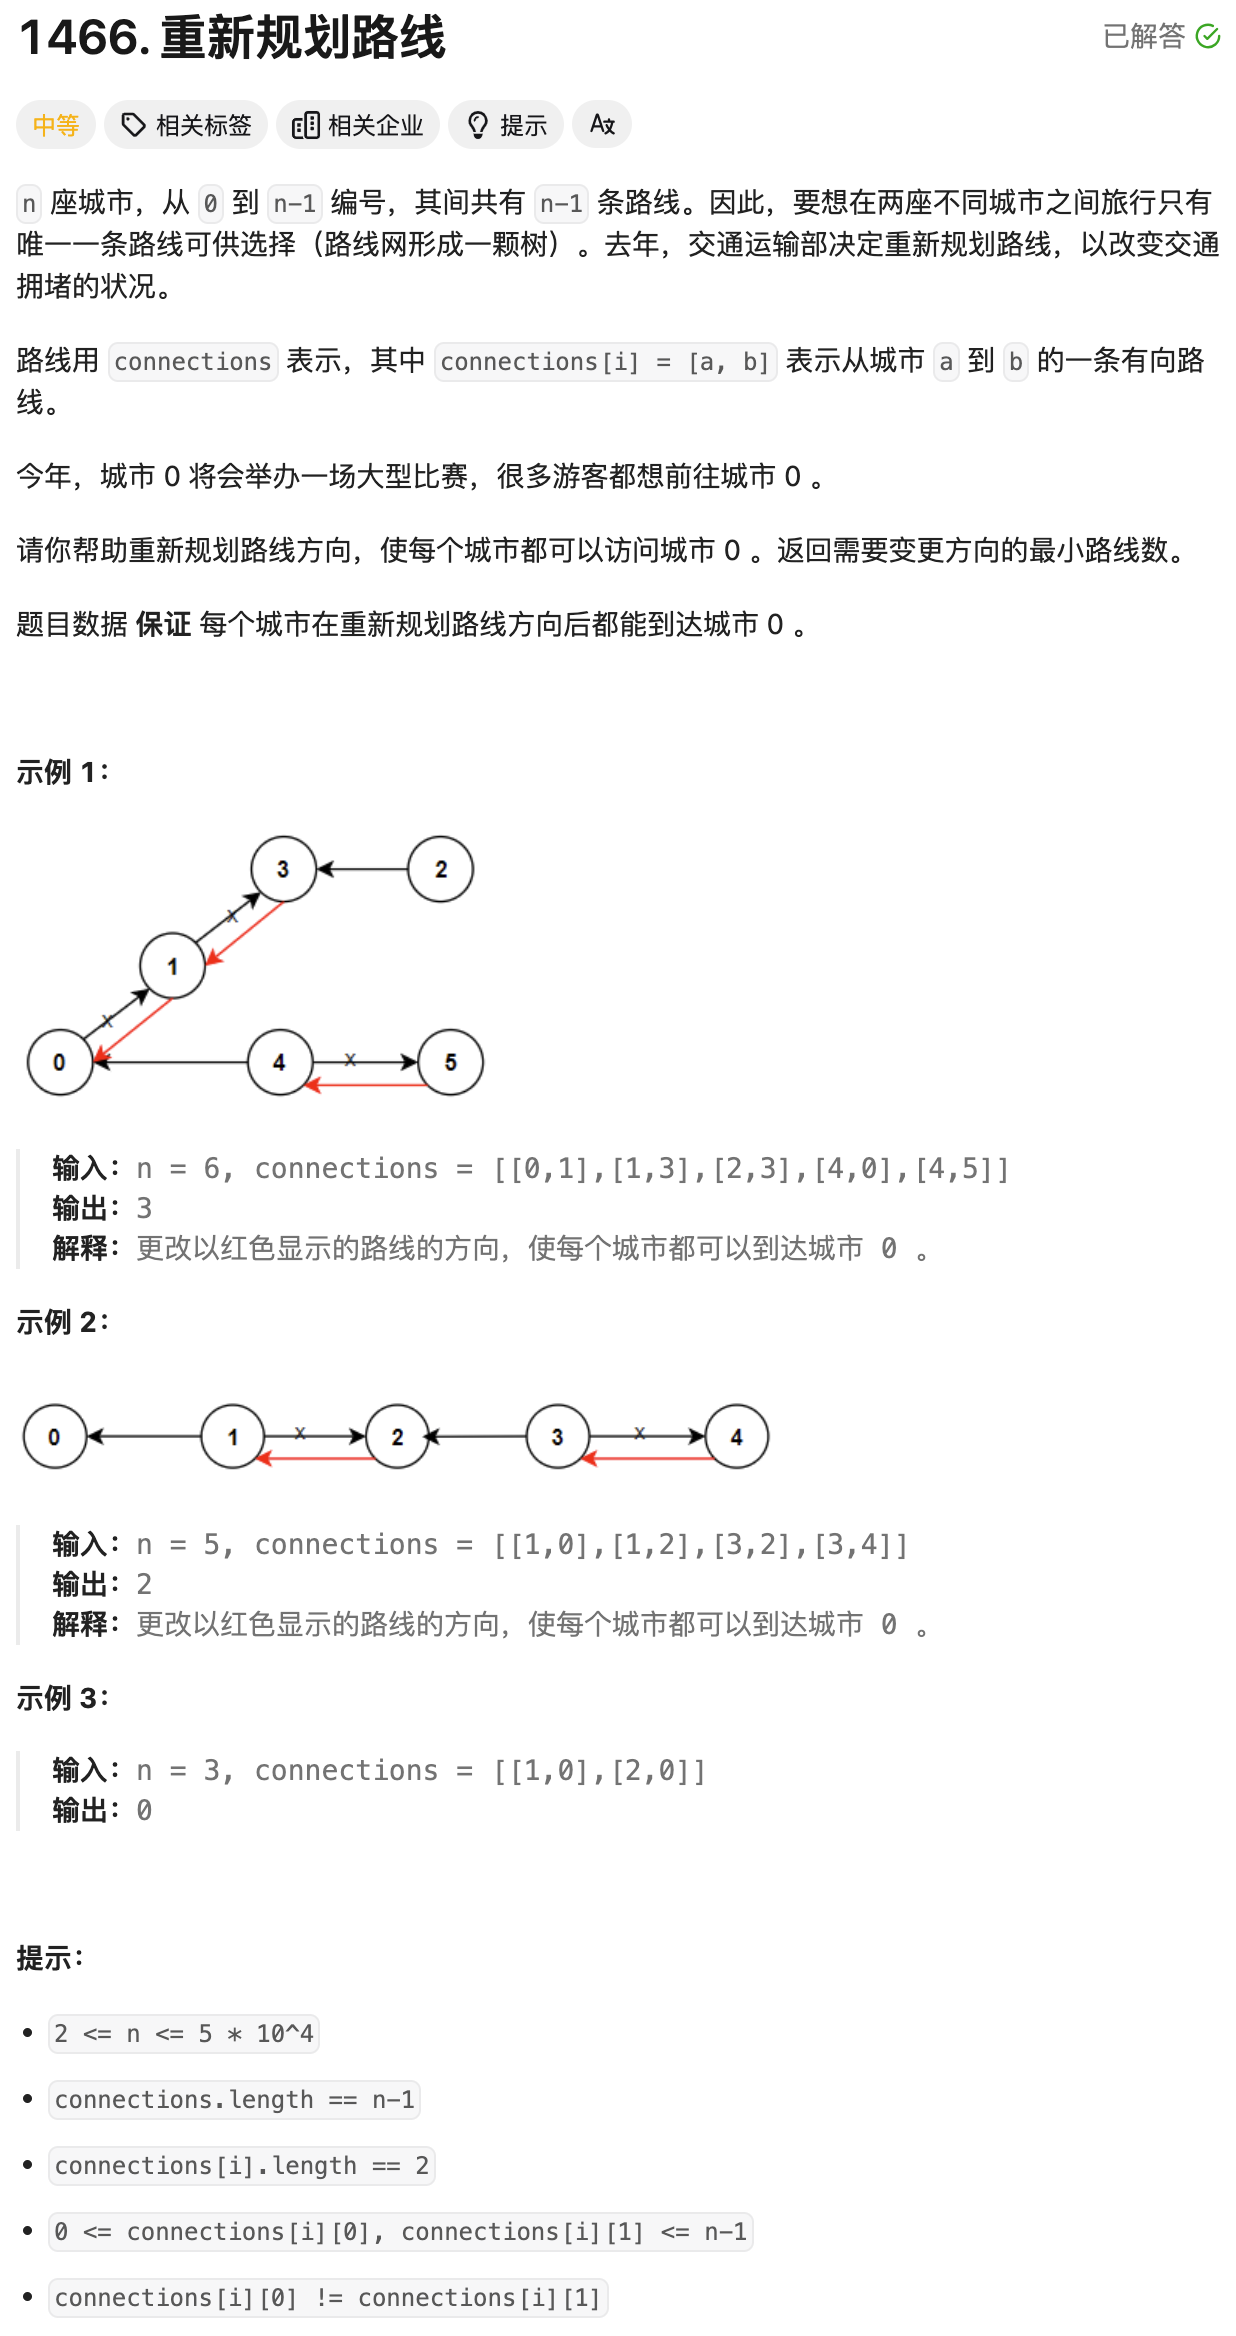 1466. 重新规划路线
已解答
中等 相关标签 相关企业 提示
n 座城市，从 0 到 n-1 编号，其间共有 n-1 条路线。因此，要想在两座不同城市之间旅行只有
唯一一条路线可供选择（路线网形成一颗树）。去年，交通运输部决定重新规划路线，以改变交通
拥堵的状况。
路线用 connections 表示，其中 connections[i] = [a, b] 表示从城市 a 到 b 的一条有向路
线。
今年，城市 0 将会举办一场大型比赛，很多游客都想前往城市 0 。
请你帮助重新规划路线方向，使每个城市都可以访问城市 0 。返回需要变更方向的最小路线数。
题目数据 保证 每个城市在重新规划路线方向后都能到达城市 0 。
示例 1：
3 2
x
1
x
0 4 x 5
输入：n = 6, connections = [[0,1],[1,3],[2,3],[4,0],[4,5]]
输出：3
解释：更改以红色显示的路线的方向，使每个城市都可以到达城市 0 。
示例 2：
0 1 x 2 3 x 4
输入：n = 5, connections = [[1,0],[1,2],[3,2],[3,4]]
输出：2
解释：更改以红色显示的路线的方向，使每个城市都可以到达城市 0 。
示例 3：
输入：n = 3, connections = [[1,0],[2,0]]
输出：0
提示：
2 <= n <= 5 * 10^4
connections.length == n-1
connections[i].length == 2
0 <= connections[i][0], connections[i][1] <= n-1
connections[i][0] != connections[i][1]